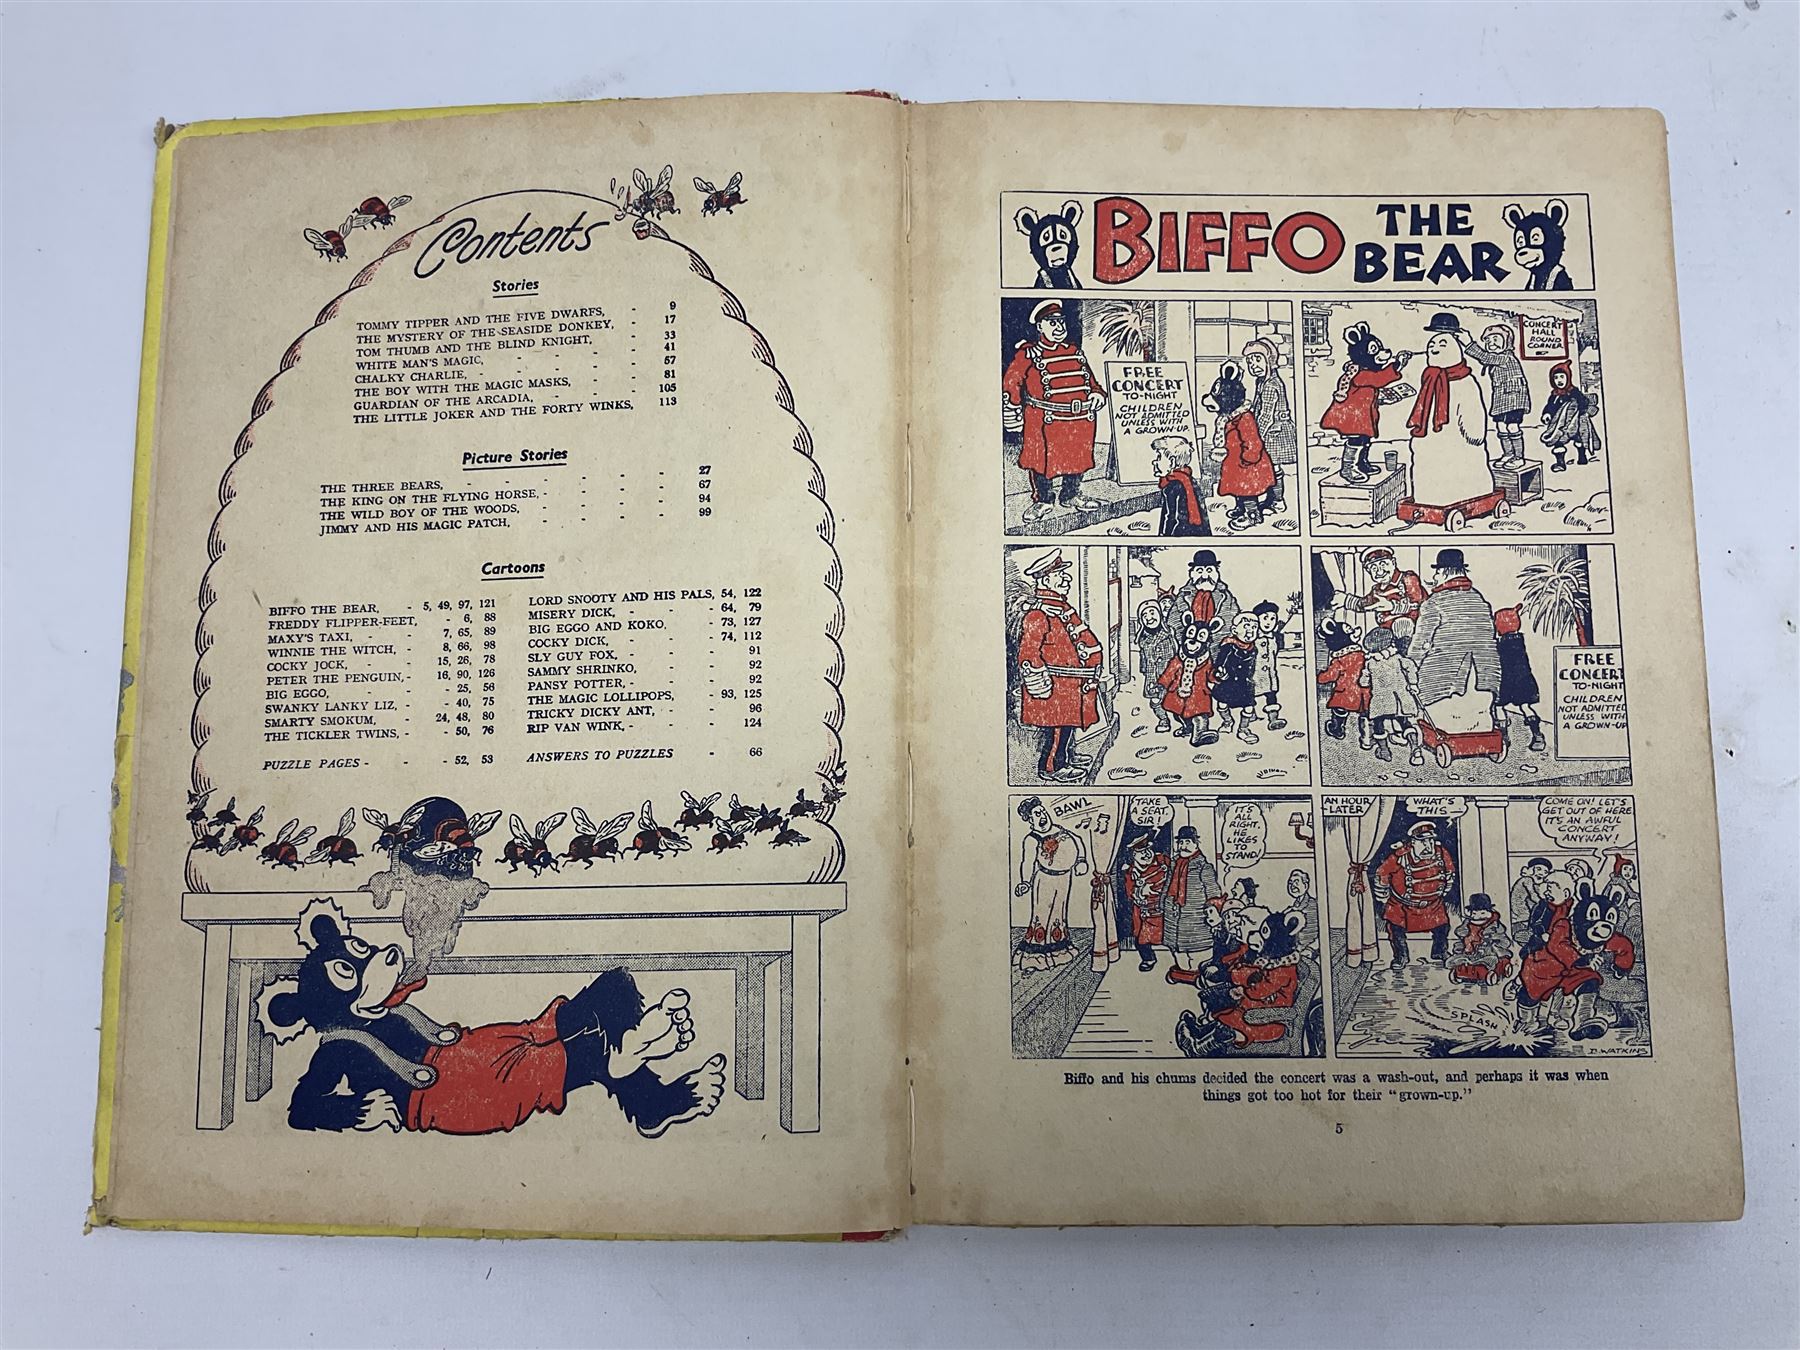 Contents
Stories
TOMMY TIPPER AND THE FIVE DWARFS, - 9
THE MYSTERY OF THE SEASIDE DONKEY, - 17
TOM THUMB AND THE BLIND KNIGHT, - 33
WHITE MAN'S MAGIC, - - - - - 41
CHALKY CHARLIE, - - - - - 57
THE BOY WITH THE MAGIC MASKS, - - 81
GUARDIAN OF THE ARCADIA, - - - 105
THE LITTLE JOKER AND THE FORTY WINKS, 113
Picture Stories
THE THREE BEARS, - - - - - - 27
THE KING ON THE FLYING HORSE, - - - - 67
THE WILD BOY OF THE WOODS, - - - - 94
JIMMY AND HIS MAGIC PATCH, - - - - 99
Cartoons
BIFFO THE BEAR, - 5, 49, 97, 121
FREDDY FLIPPER-FEET, - 6, 88
MAXY'S TAXI, - - 7, 65, 89
WINNIE THE WITCH, - 8, 66, 98
COCKY JOCK, - - 15, 26, 78
PETER THE PENGUIN, - 16, 90, 126
BIG EGGO, - - - 25, 56
SWANKY LANKY LIZ, - - 40, 75
SMARTY SMOKUM, - 24, 48, 80
THE TICKLER TWINS, - - 50, 76
PUZZLE PAGES - - - 52, 53
LORD SNOOTY AND HIS PALS, 54, 122
MISERY DICK, - - - 64, 79
BIG EGGO AND KOKO, - 73, 127
COCKY DICK, - - - 74, 112
SLY GUY FOX, - - - 91
SAMMY SHRINKO, - - - 92
PANSY POTTER, - - - 92
THE MAGIC LOLLIPOPS, - 93, 125
TRICKY DICKY ANT, - - - 96
RIP VAN WINK, - - - 124
ANSWERS TO PUZZLES - 66
BIFFO THE BEAR
FREE
CONCERT
TO-NIGHT
CHILDREN
NOT ADMITTED
UNLESS WITH
A GROWN-UP.
CONCERT
HALL
ROUND
CORNER
FREE
CONCERT
TO-NIGHT
CHILDREN
NOT ADMITTED
UNLESS WITH
A GROWN-UP
BAWL
TAKE
A SEAT,
SIR!
IT'S
ALL
RIGHT.
HE
LIKES
TO
STAND!
AN HOUR
LATER
WHAT'S
THIS—
COME ON! LET'S
GET OUT OF HERE.
IT'S AN AWFUL
CONCERT
ANYWAY!
SPLASH
D. WATKINS
Biffo and his chums decided the concert was a wash-out, and perhaps it was when
things got too hot for their "grown-up."
5